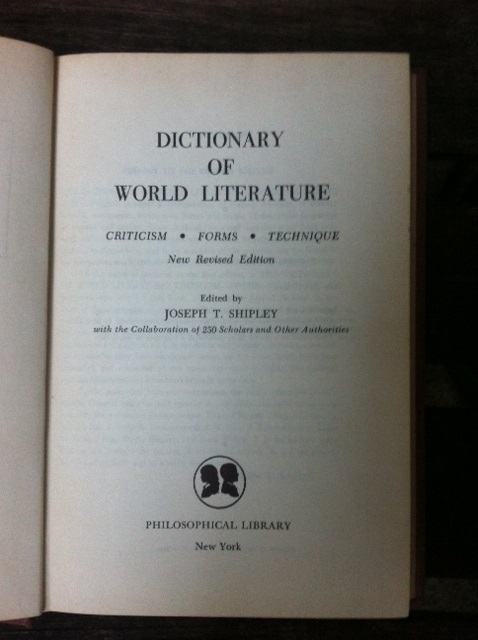 DICTIONARY
OF
WORLD LITERATURE
CRITICISM • FORMS • TECHNIQUE
New Revised Edition
Edited by
JOSEPH T. SHIPLEY
with the Collaboration of 250 Scholars and Other Authorities
PHILOSOPHICAL LIBRARY
New York